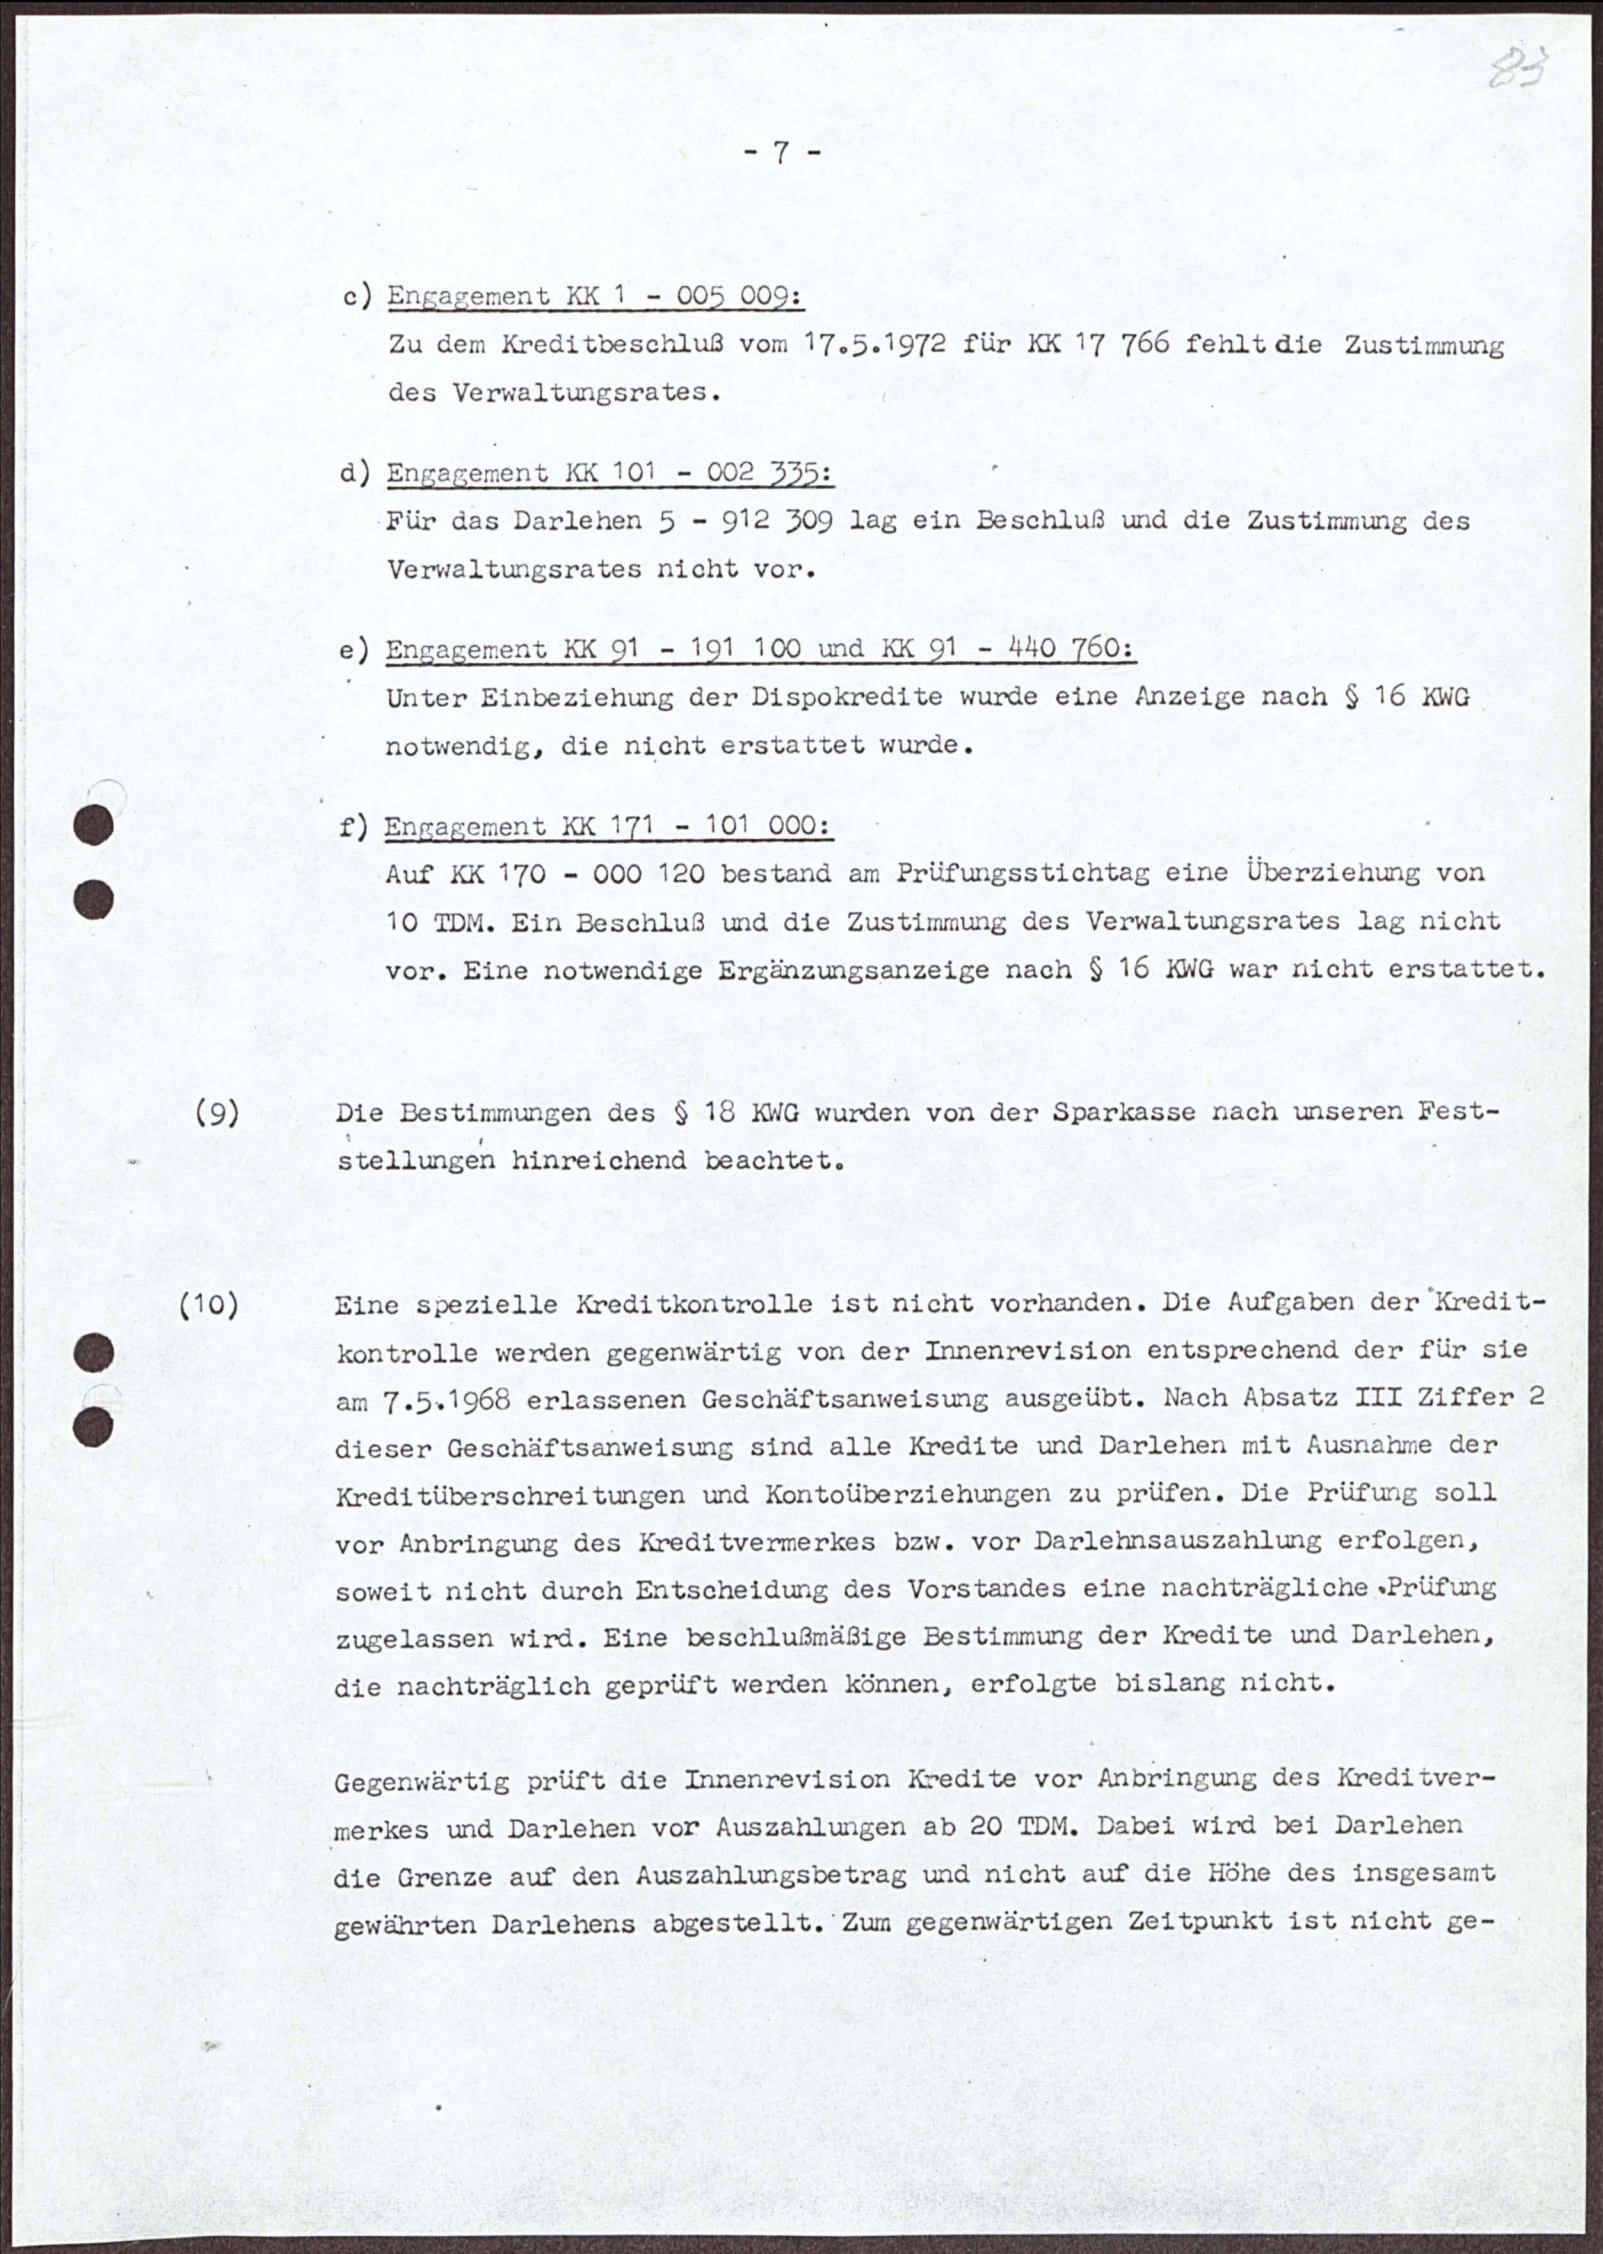 83
- 7 -
c) Engagement KK 1 - 005 009:
Zu dem Kreditbeschluß vom 17.5.1972 für KK 17 766 fehlt die Zustimmung
des Verwaltungsrates.
d) Engagement KK 101 - 002 335:
Für das Darlehen 5 - 912 309 lag ein Beschluß und die Zustimmung des
Verwaltungsrates nicht vor.
e) Engagement KK 91 - 191 100 und KK 91 - 440 760:
Unter Einbeziehung der Dispokredite wurde eine Anzeige nach § 16 KWG
notwendig, die nicht erstattet wurde.
f) Engagement KK 171 - 101 000:
Auf KK 170 - 000 120 bestand am Prüfungsstichtag eine Überziehung von
10 TDM. Ein Beschluß und die Zustimmung des Verwaltungsrates lag nicht
vor. Eine notwendige Ergänzungsanzeige nach § 16 KWG war nicht erstattet.
(9) Die Bestimmungen des § 18 KWG wurden von der Sparkasse nach unseren Fest-
stellungen hinreichend beachtet.
(10) Eine spezielle Kreditkontrolle ist nicht vorhanden. Die Aufgaben der Kredit-
kontrolle werden gegenwärtig von der Innenrevision entsprechend der für sie
am 7.5.1968 erlassenen Geschäftsanweisung ausgeübt. Nach Absatz III Ziffer 2
dieser Geschäftsanweisung sind alle Kredite und Darlehen mit Ausnahme der
Kreditüberschreitungen und Kontoüberziehungen zu prüfen. Die Prüfung soll
vor Anbringung des Kreditvermerkes bzw. vor Darlehnsauszahlung erfolgen,
soweit nicht durch Entscheidung des Vorstandes eine nachträgliche Prüfung
zugelassen wird. Eine beschlußmäßige Bestimmung der Kredite und Darlehen,
die nachträglich geprüft werden können, erfolgte bislang nicht.
Gegenwärtig prüft die Innenrevision Kredite vor Anbringung des Kreditver-
merkes und Darlehen vor Auszahlungen ab 20 TDM. Dabei wird bei Darlehen
die Grenze auf den Auszahlungsbetrag und nicht auf die Höhe des insgesamt
gewährten Darlehens abgestellt. Zum gegenwärtigen Zeitpunkt ist nicht ge-